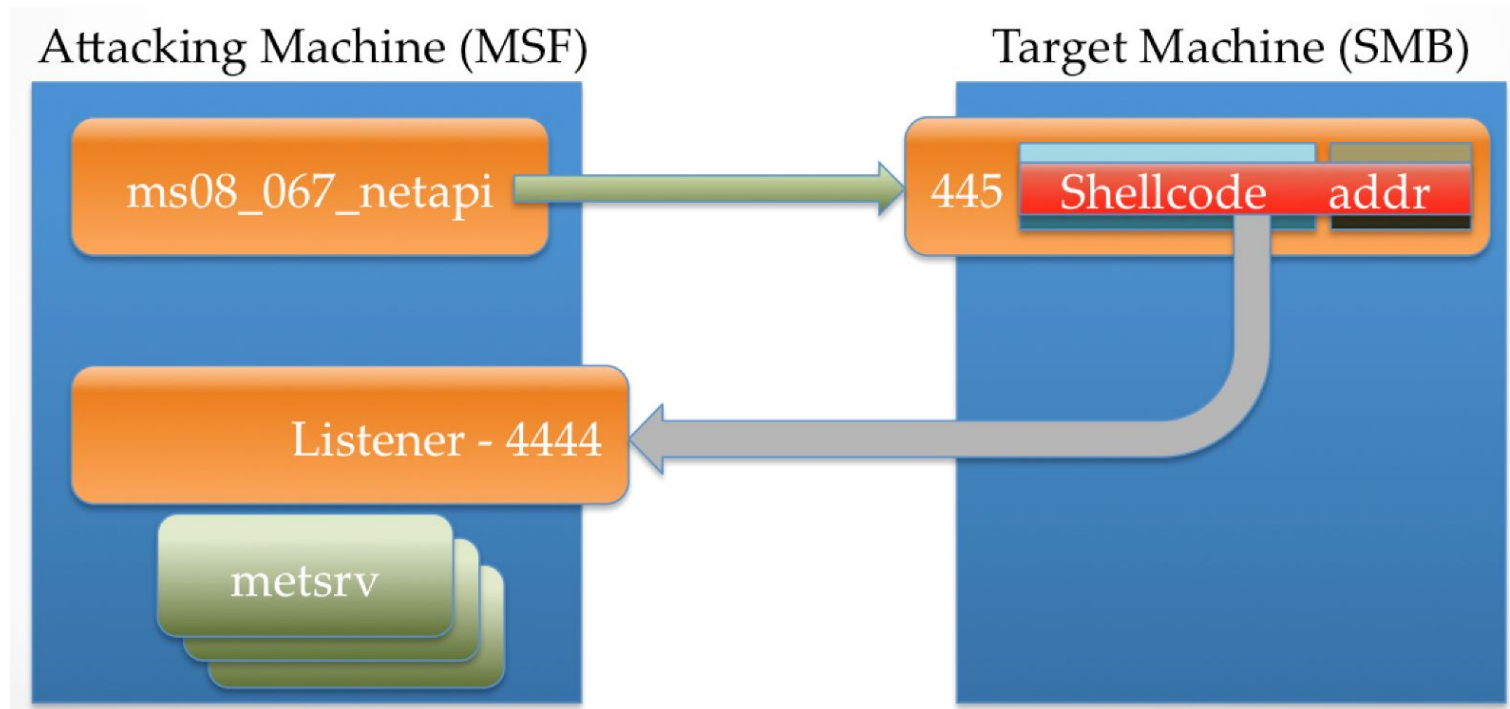 Attacking Machine (MSF)
Target Machine (SMB)
ms08_067_netapi
445 Shellcode addr
Listener - 4444
metsrv